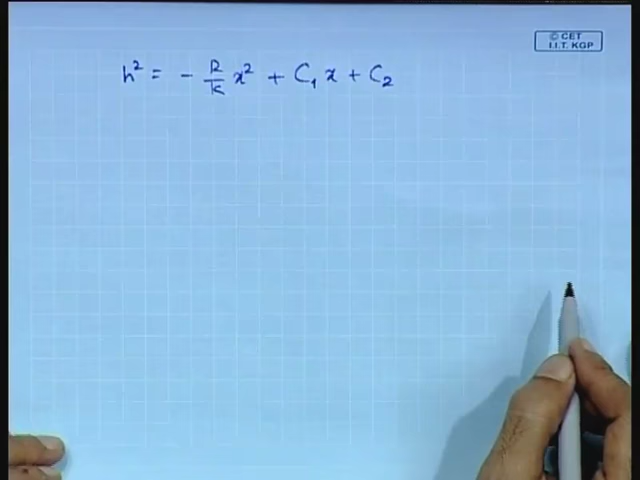 © CET
I.I.T. KGP
h² = - R/K x² + C₁ x + C₂